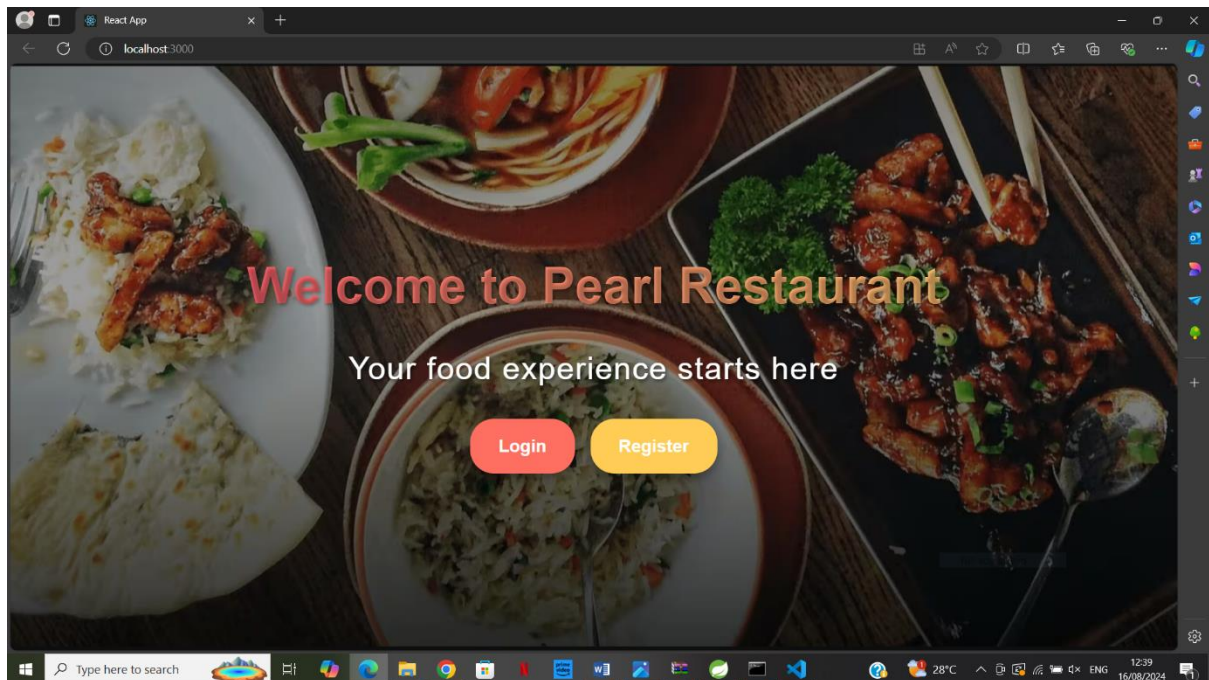 React App
localhost:3000
Welcome to Pearl Restaurant
Your food experience starts here
Login
Register
Type here to search
28°C
ENG
12:39
16/08/2024